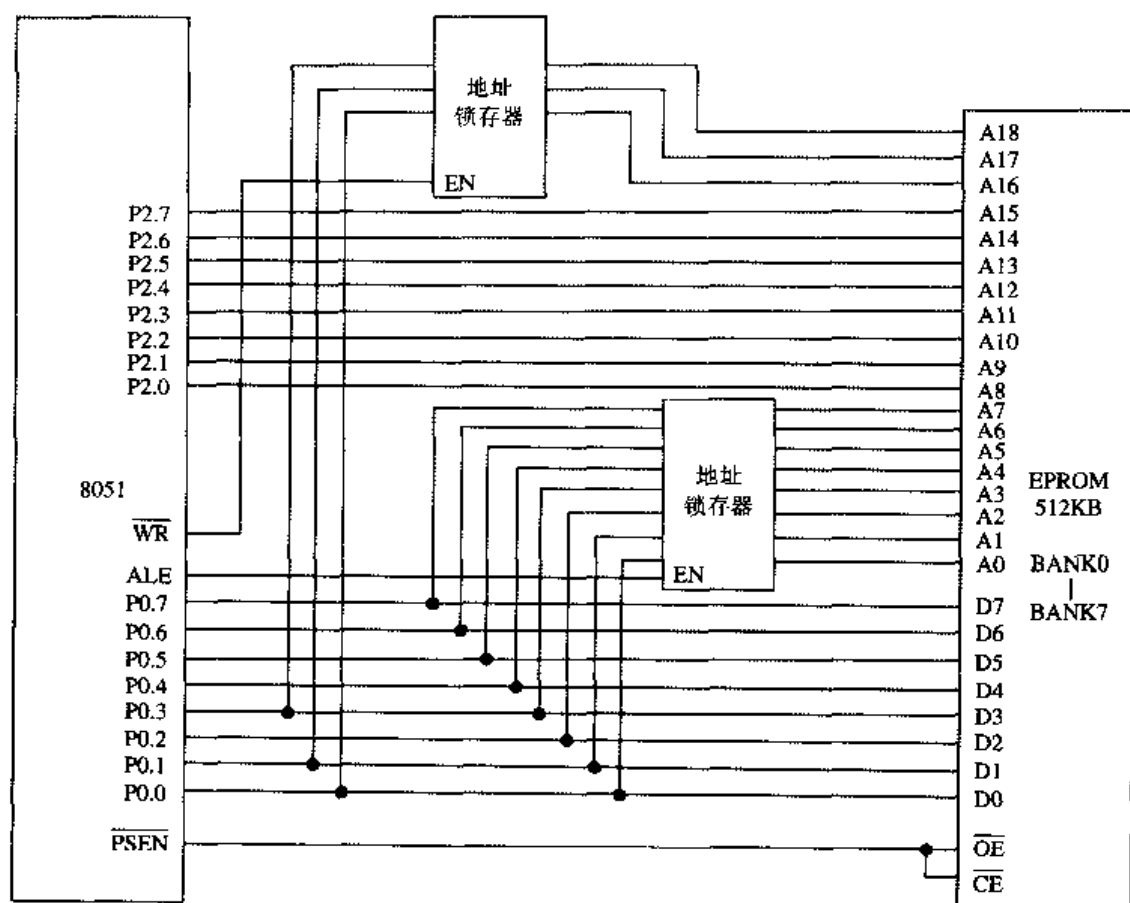 地址
锁存器
EN
A18
A17
A16
P2.7
A15
P2.6
A14
P2.5
A13
P2.4
A12
P2.3
A11
P2.2
A10
P2.1
A9
P2.0
A8
A7
A6
A5
A4
A3
A2
A1
A0
地址
锁存器
EN
8051
EPROM
512KB
BANK0
|
BANK7
W̅R̅
ALE
P0.7
D7
P0.6
D6
P0.5
D5
P0.4
D4
P0.3
D3
P0.2
D2
P0.1
D1
P0.0
D0
P̅S̅E̅N̅
O̅E̅
C̅E̅